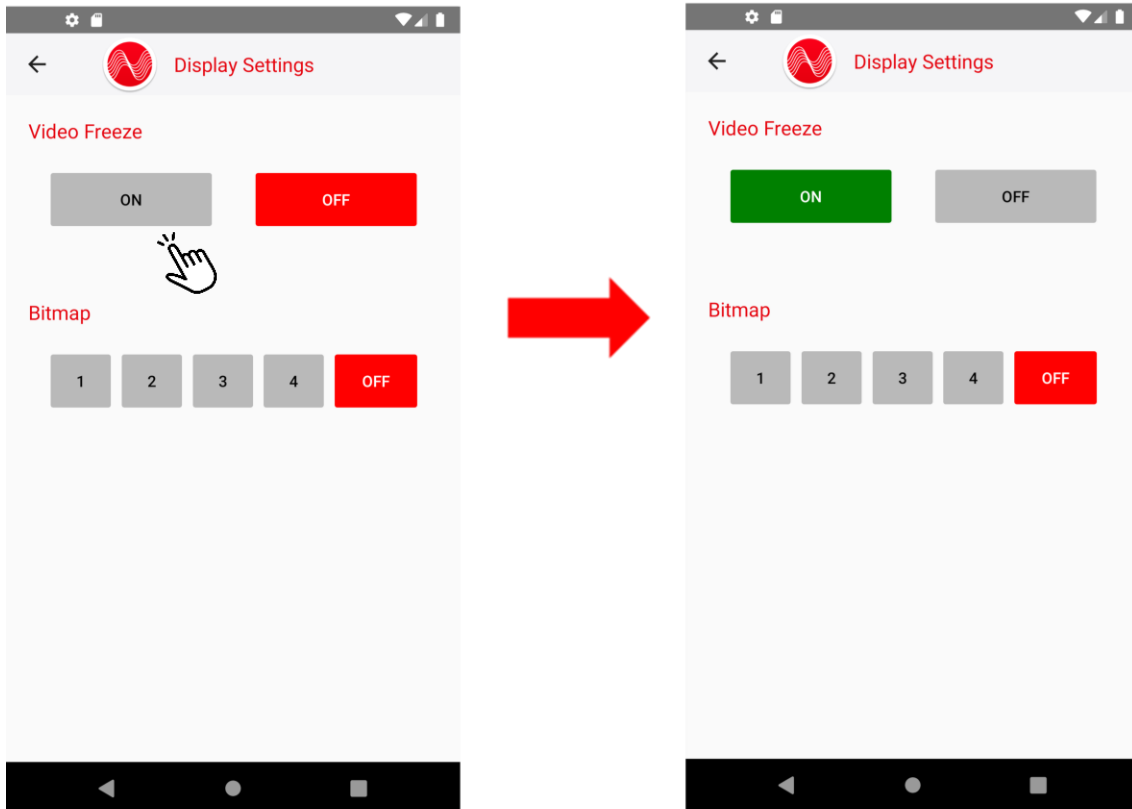 Display Settings
Video Freeze
ON OFF
Bitmap
1 2 3 4 OFF
Display Settings
Video Freeze
ON OFF
Bitmap
1 2 3 4 OFF